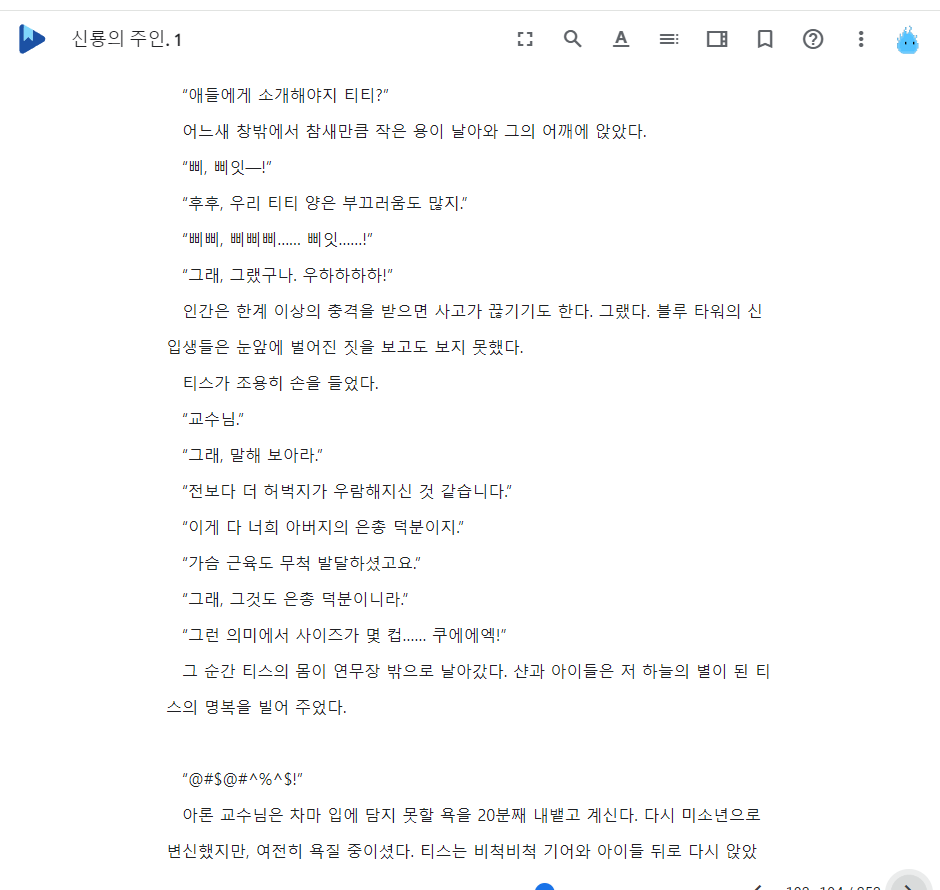 신룡의 주인. 1
“애들에게 소개해야지 티티?”
어느새 창밖에서 참새만큼 작은 용이 날아와 그의 어깨에 앉았다.
“삐, 삐잇―!”
“후후, 우리 티티 양은 부끄러움도 많지.”
“삐삐, 삐삐삐…… 삐잇……!”
“그래, 그랬구나. 우하하하하!”
인간은 한계 이상의 충격을 받으면 사고가 끊기기도 한다. 그랬다. 블루 타워의 신
입생들은 눈앞에 벌어진 짓을 보고도 보지 못했다.
티스가 조용히 손을 들었다.
“교수님.”
“그래, 말해 보아라.”
“전보다 더 허벅지가 우람해지신 것 같습니다.”
“이게 다 너희 아버지의 은총 덕분이지.”
“가슴 근육도 무척 발달하셨고요.”
“그래, 그것도 은총 덕분이니라.”
“그런 의미에서 사이즈가 몇 컵…… 쿠에에엑!”
그 순간 티스의 몸이 연무장 밖으로 날아갔다. 샨과 아이들은 저 하늘의 별이 된 티
스의 명복을 빌어 주었다.
“@#$@#^%^$!”
아론 교수님은 차마 입에 담지 못할 욕을 20분째 내뱉고 계신다. 다시 미소년으로
변신했지만, 여전히 욕질 중이셨다. 티스는 비척비척 기어와 아이들 뒤로 다시 앉았